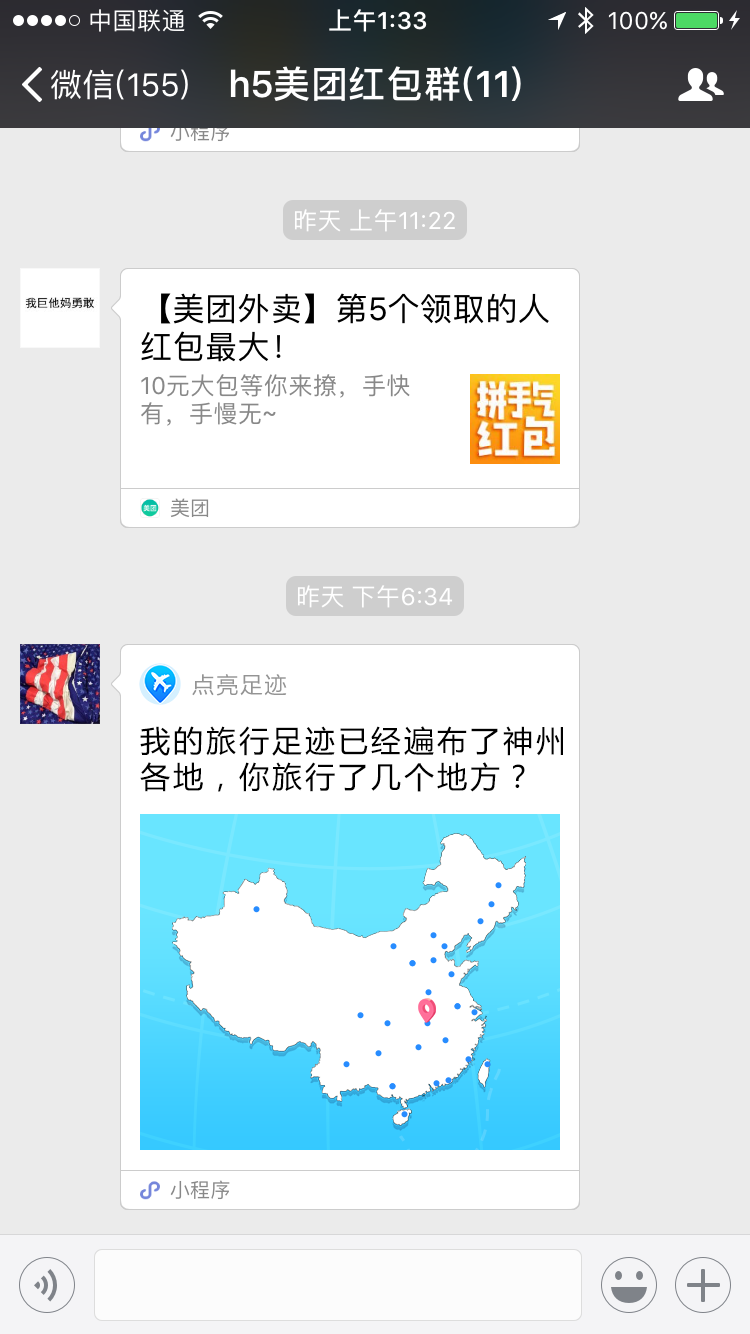 中国联通
上午1:33
100%
微信(155)
h5美团红包群(11)
小程序
昨天 上午11:22
我巨他妈勇敢
【美团外卖】第5个领取的人
红包最大！
10元大包等你来撩，手快
有，手慢无~
拼手气
红包
美团
美团
昨天 下午6:34
点亮足迹
我的旅行足迹已经遍布了神州
各地，你旅行了几个地方？
小程序